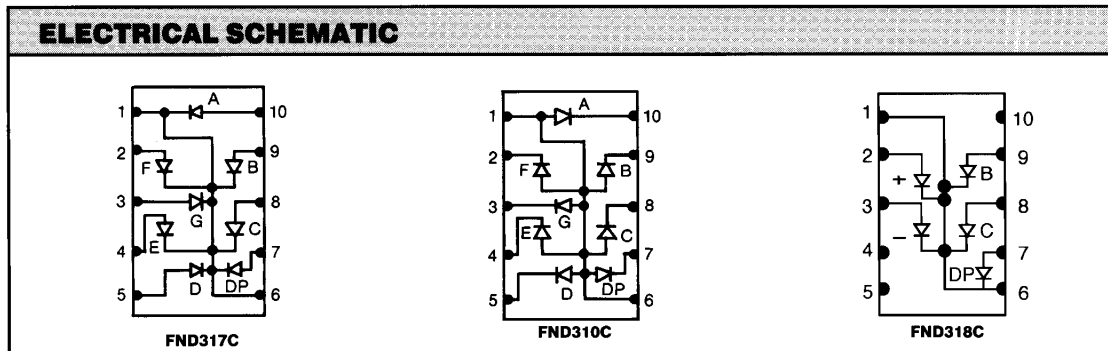 ELECTRICAL SCHEMATIC
1 A 10
2 F B 9
3 G 8
4 E C 7
5 D DP 6
FND317C
1 A 10
2 F B 9
3 G 8
4 E C 7
5 D DP 6
FND310C
1 10
2 + B 9
3 − C 8
4 DP 7
5 6
FND318C